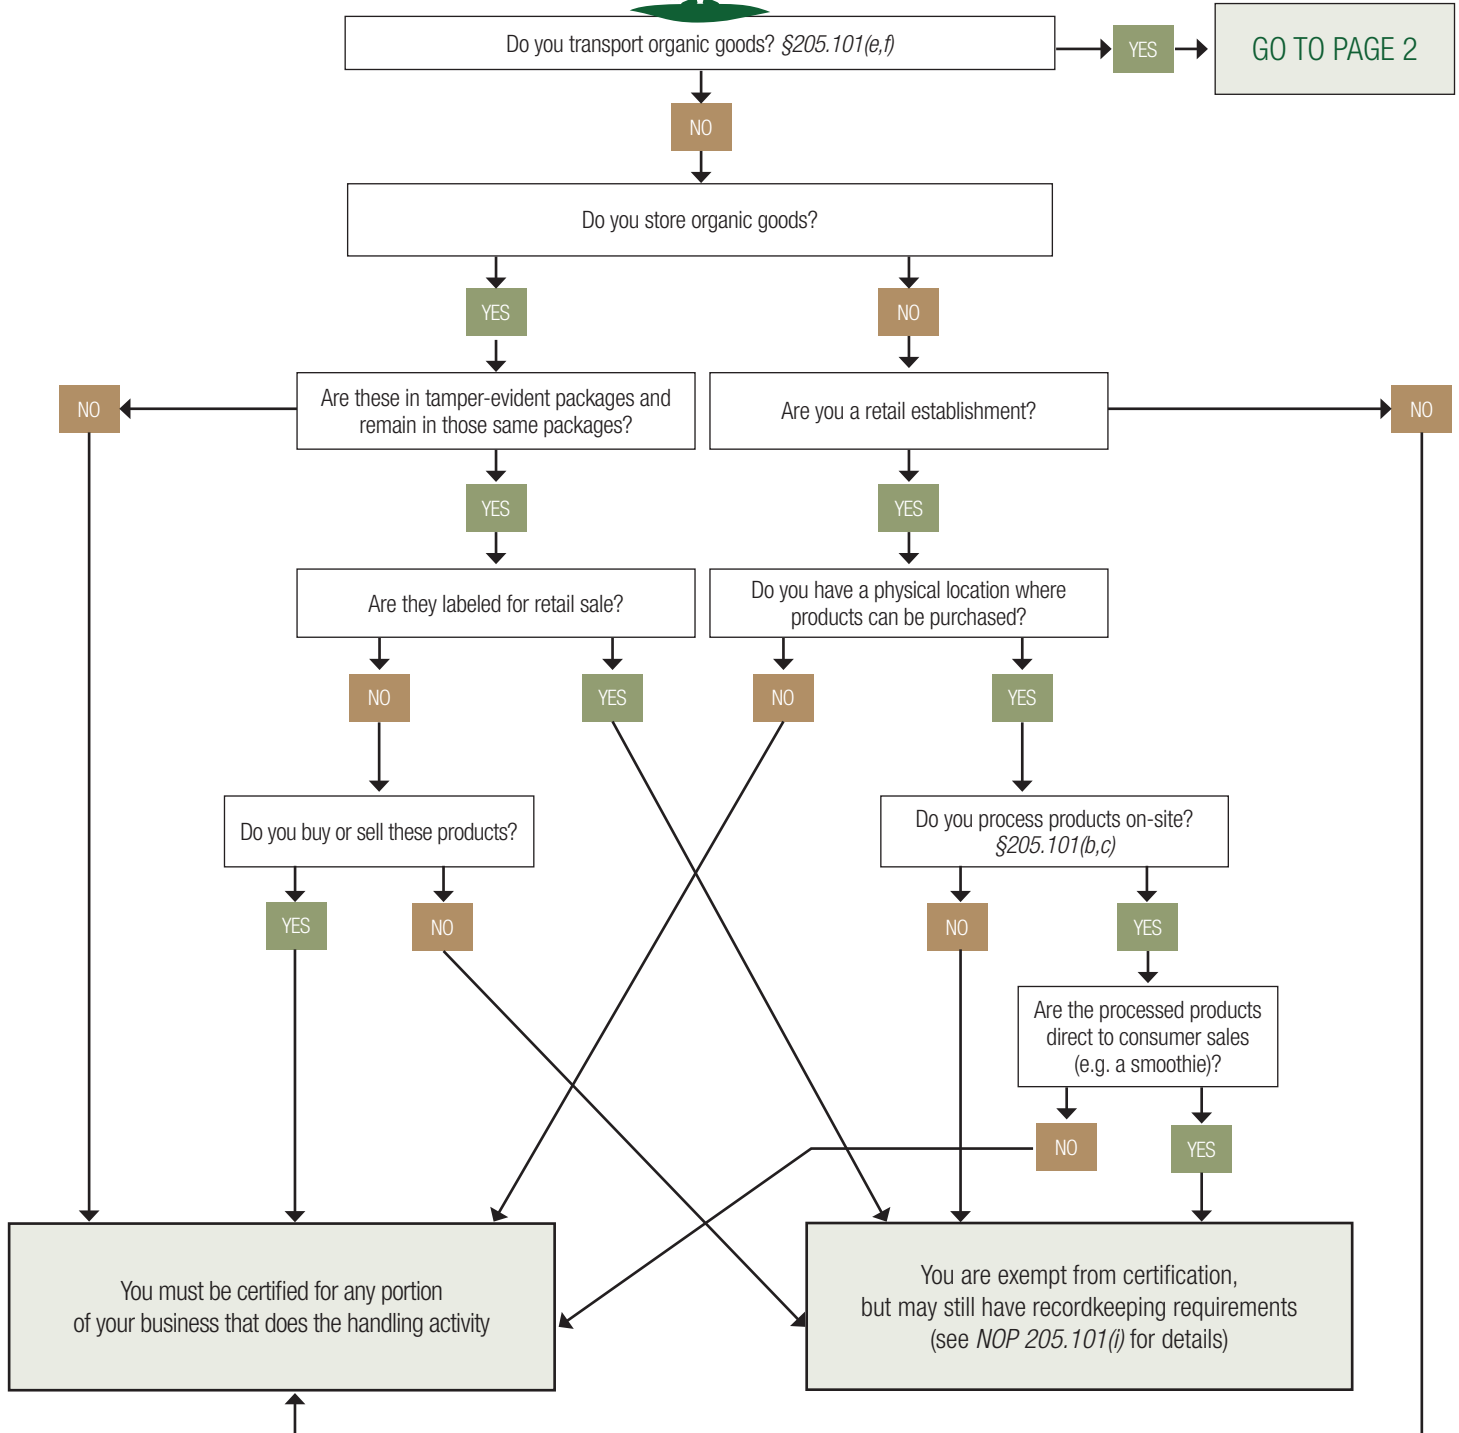 Do you transport organic goods? §205.101(e,f)
YES
GO TO PAGE 2
NO
Do you store organic goods?
YES
NO
NO
Are these in tamper-evident packages and
remain in those same packages?
Are you a retail establishment?
NO
YES
YES
Are they labeled for retail sale?
Do you have a physical location where
products can be purchased?
NO
YES
NO
YES
Do you buy or sell these products?
Do you process products on-site?
§205.101(b,c)
YES
NO
NO
YES
Are the processed products
direct to consumer sales
(e.g. a smoothie)?
NO
YES
You must be certified for any portion
of your business that does the handling activity
You are exempt from certification,
but may still have recordkeeping requirements
(see NOP 205.101(i) for details)